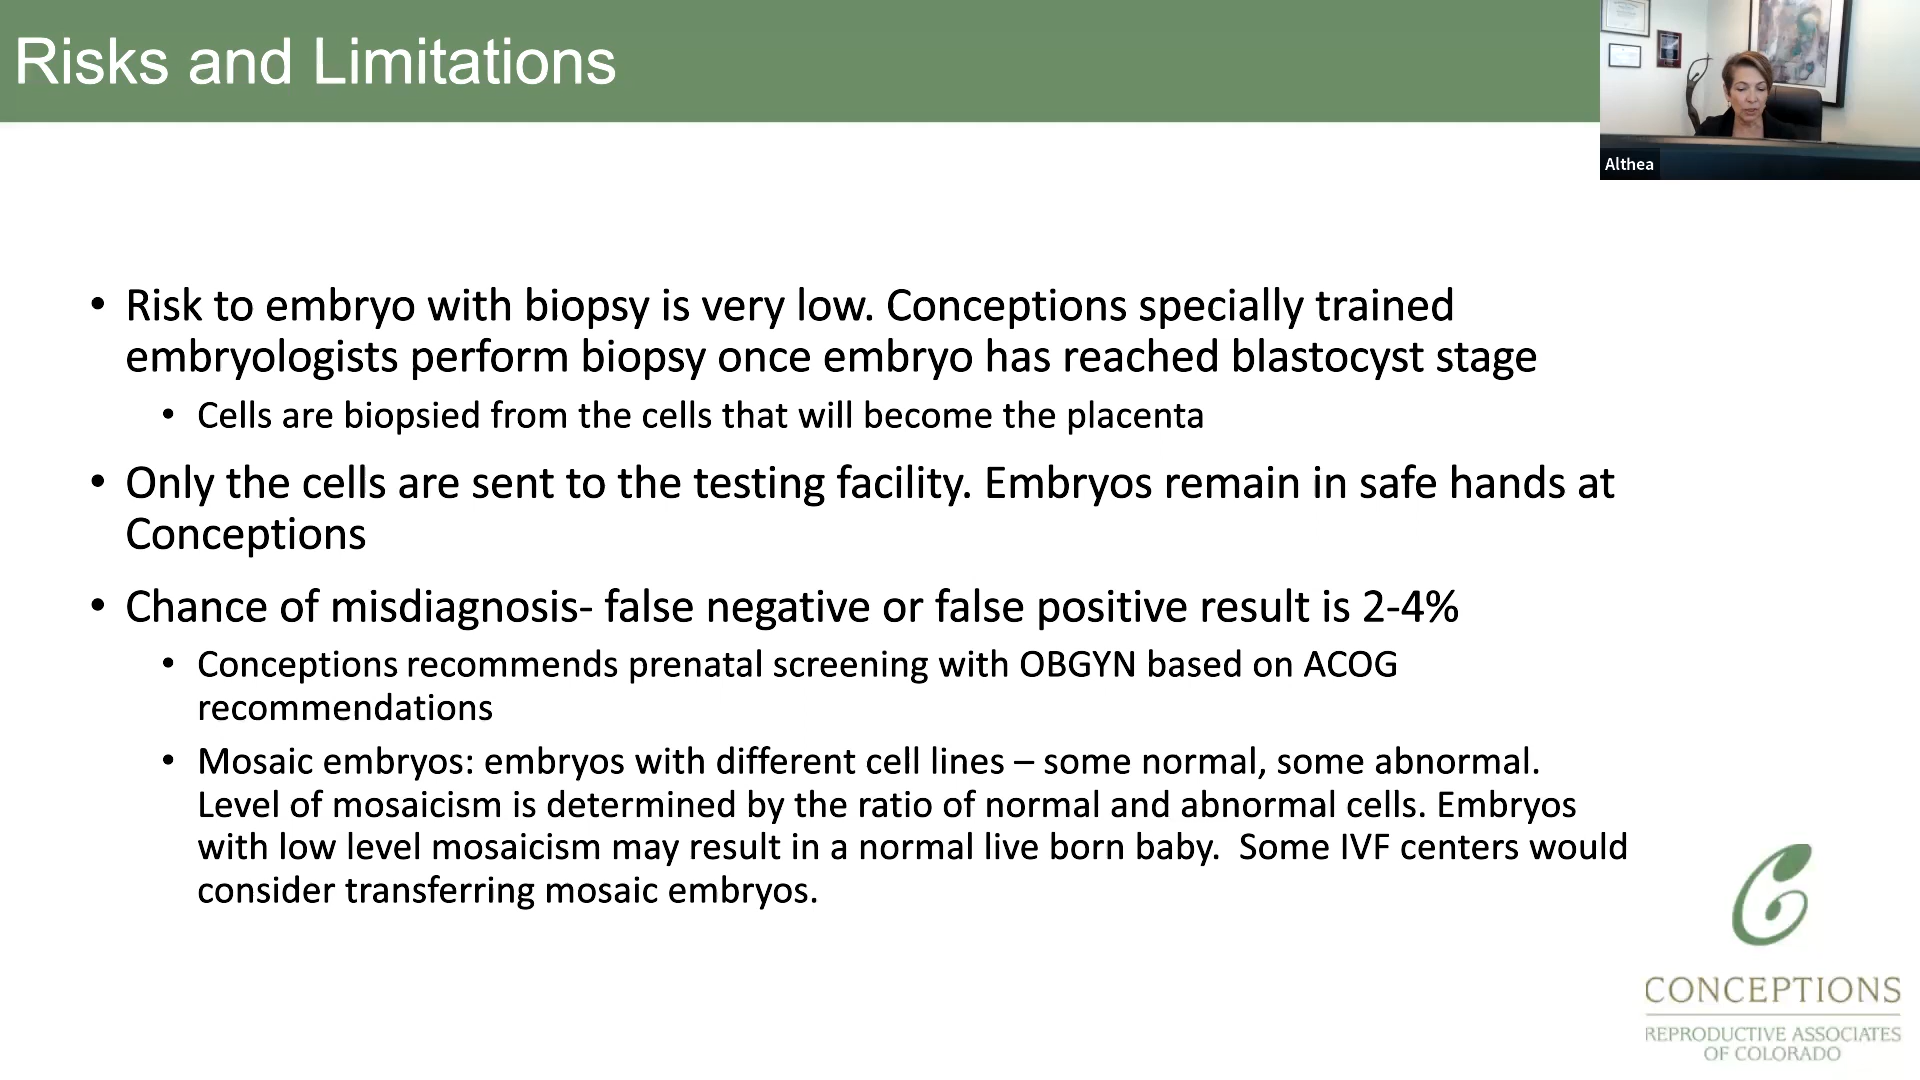 Risks and Limitations
Althea
• Risk to embryo with biopsy is very low. Conceptions specially trained
embryologists perform biopsy once embryo has reached blastocyst stage
• Cells are biopsied from the cells that will become the placenta
• Only the cells are sent to the testing facility. Embryos remain in safe hands at
Conceptions
• Chance of misdiagnosis- false negative or false positive result is 2-4%
• Conceptions recommends prenatal screening with OBGYN based on ACOG
recommendations
• Mosaic embryos: embryos with different cell lines – some normal, some abnormal.
Level of mosaicism is determined by the ratio of normal and abnormal cells. Embryos
with low level mosaicism may result in a normal live born baby.  Some IVF centers would
consider transferring mosaic embryos.
CONCEPTIONS
REPRODUCTIVE ASSOCIATES
OF COLORADO